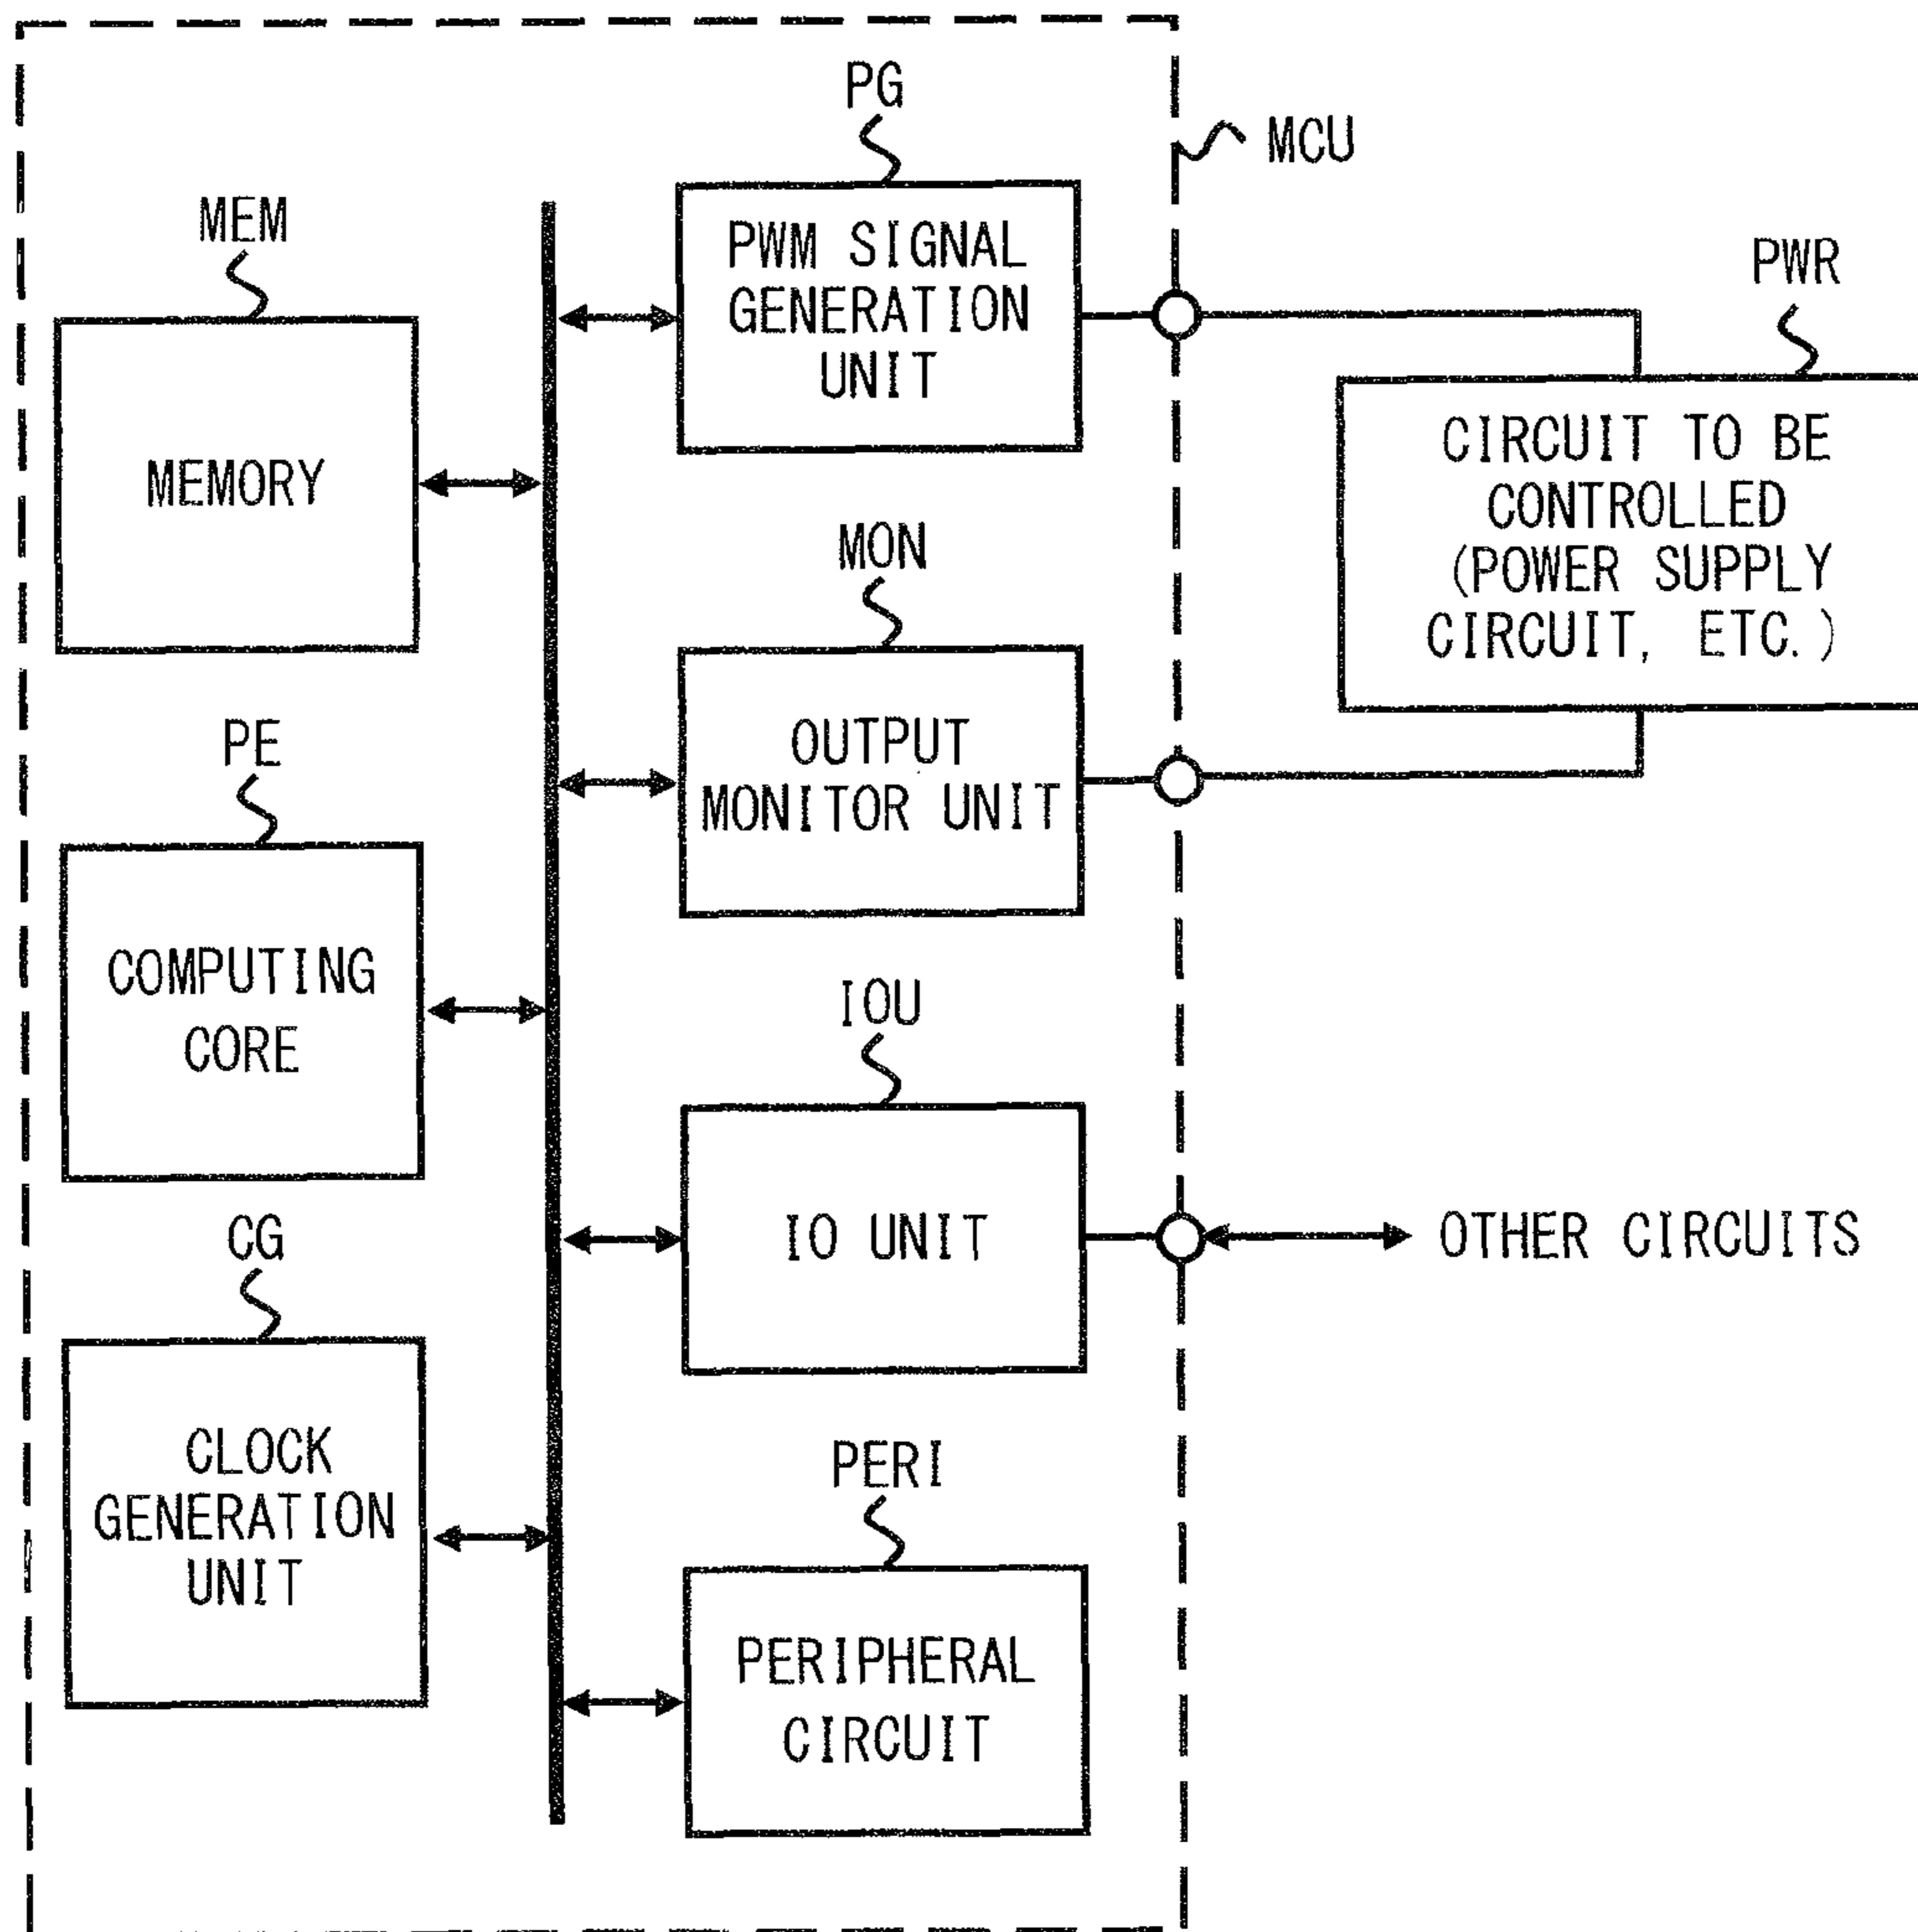 PG
MCU
MEM
PWM SIGNAL
GENERATION
UNIT
PWR
MEMORY
CIRCUIT TO BE
CONTROLLED
(POWER SUPPLY
CIRCUIT, ETC.)
MON
PE
OUTPUT
MONITOR UNIT
COMPUTING
CORE
IOU
CG
IO UNIT
OTHER CIRCUITS
CLOCK
GENERATION
UNIT
PERI
PERIPHERAL
CIRCUIT